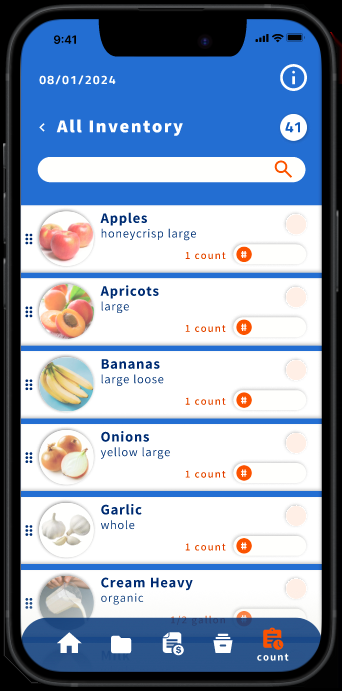 9:41
08/01/2024
All Inventory
41
Apples
honeycrisp large
1 count #
Apricots
large
1 count #
Bananas
large loose
1 count #
Onions
yellow large
1 count #
Garlic
whole
1 count #
Cream Heavy
organic
1/2 gallon #
count